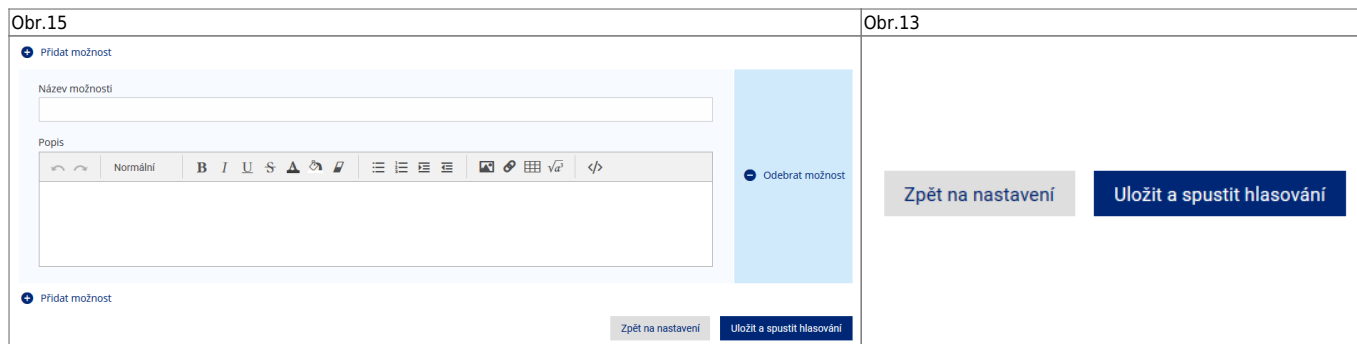 Obr.15
Obr.13
Přidat možnost
Název možnosti
Popis
Normální
B I U S A
Odebrat možnost
Přidat možnost
Zpět na nastavení
Uložit a spustit hlasování
Zpět na nastavení
Uložit a spustit hlasování